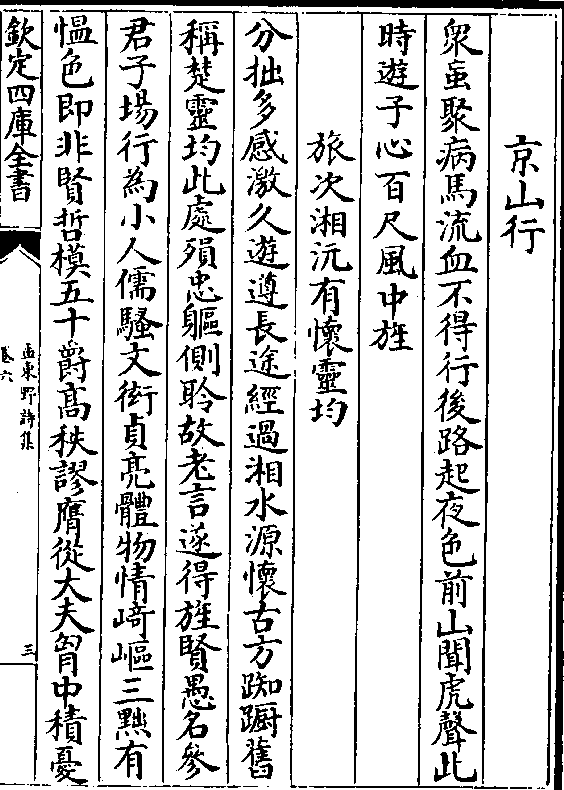 京山行
衆䖟聚病馬流血不得行後路起夜色前山聞虎聲此
時遊子心百尺風中旌
旅次湘沅有懷靈均
分拙多感激久遊遵長途經過湘水源懷古方踟蹰舊
稱楚靈均此處殞忠軀側聆故老言遂得旌賢愚名參
君子場行為小人儒騷文衒貞亮體物情崎嶇三黜有
愠色即非賢哲模五十爵髙秩謬膺從大夫胷中積憂
欽定四庫全書
孟東野詩集
卷六
三